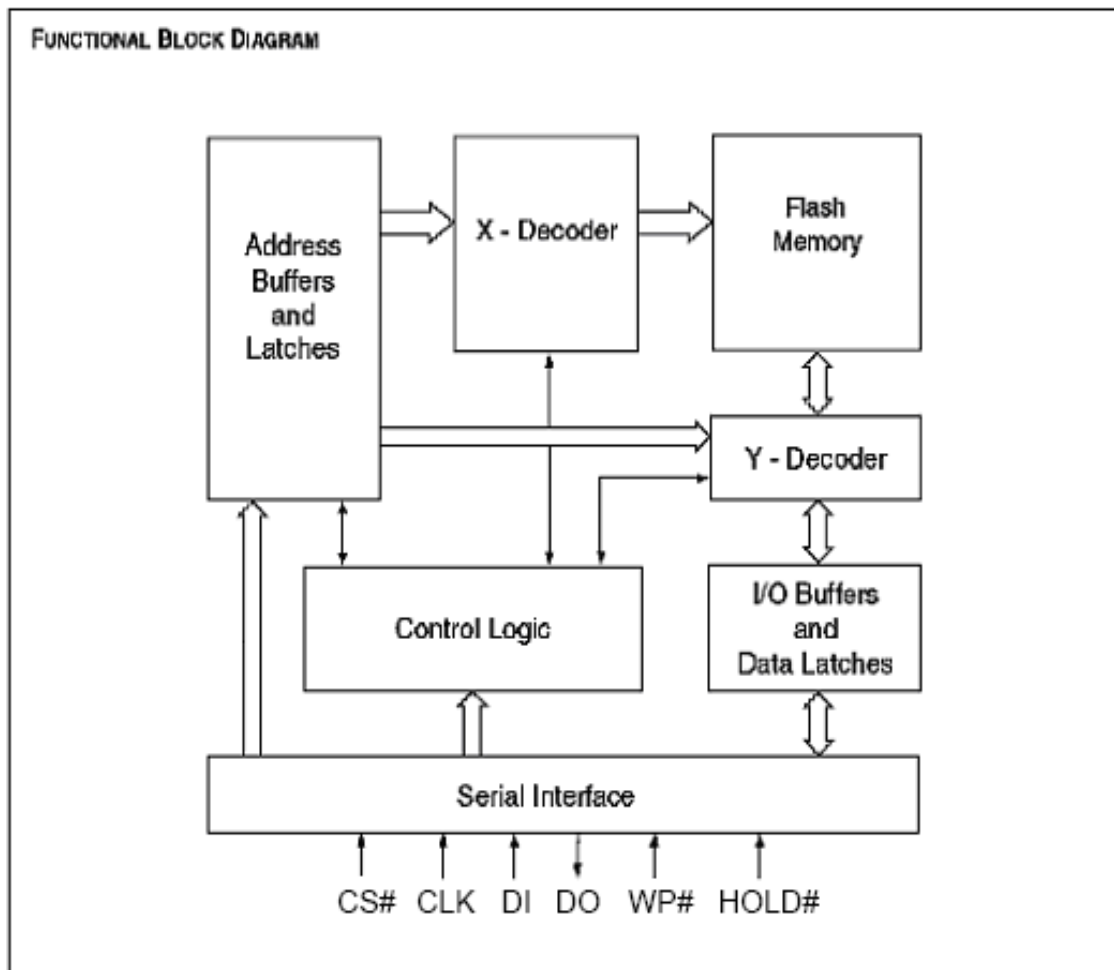 FUNCTIONAL BLOCK DIAGRAM
Address
Buffers
and
Latches
X - Decoder
Flash
Memory
Y - Decoder
Control Logic
I/O Buffers
and
Data Latches
Serial Interface
CS# CLK DI DO WP# HOLD#